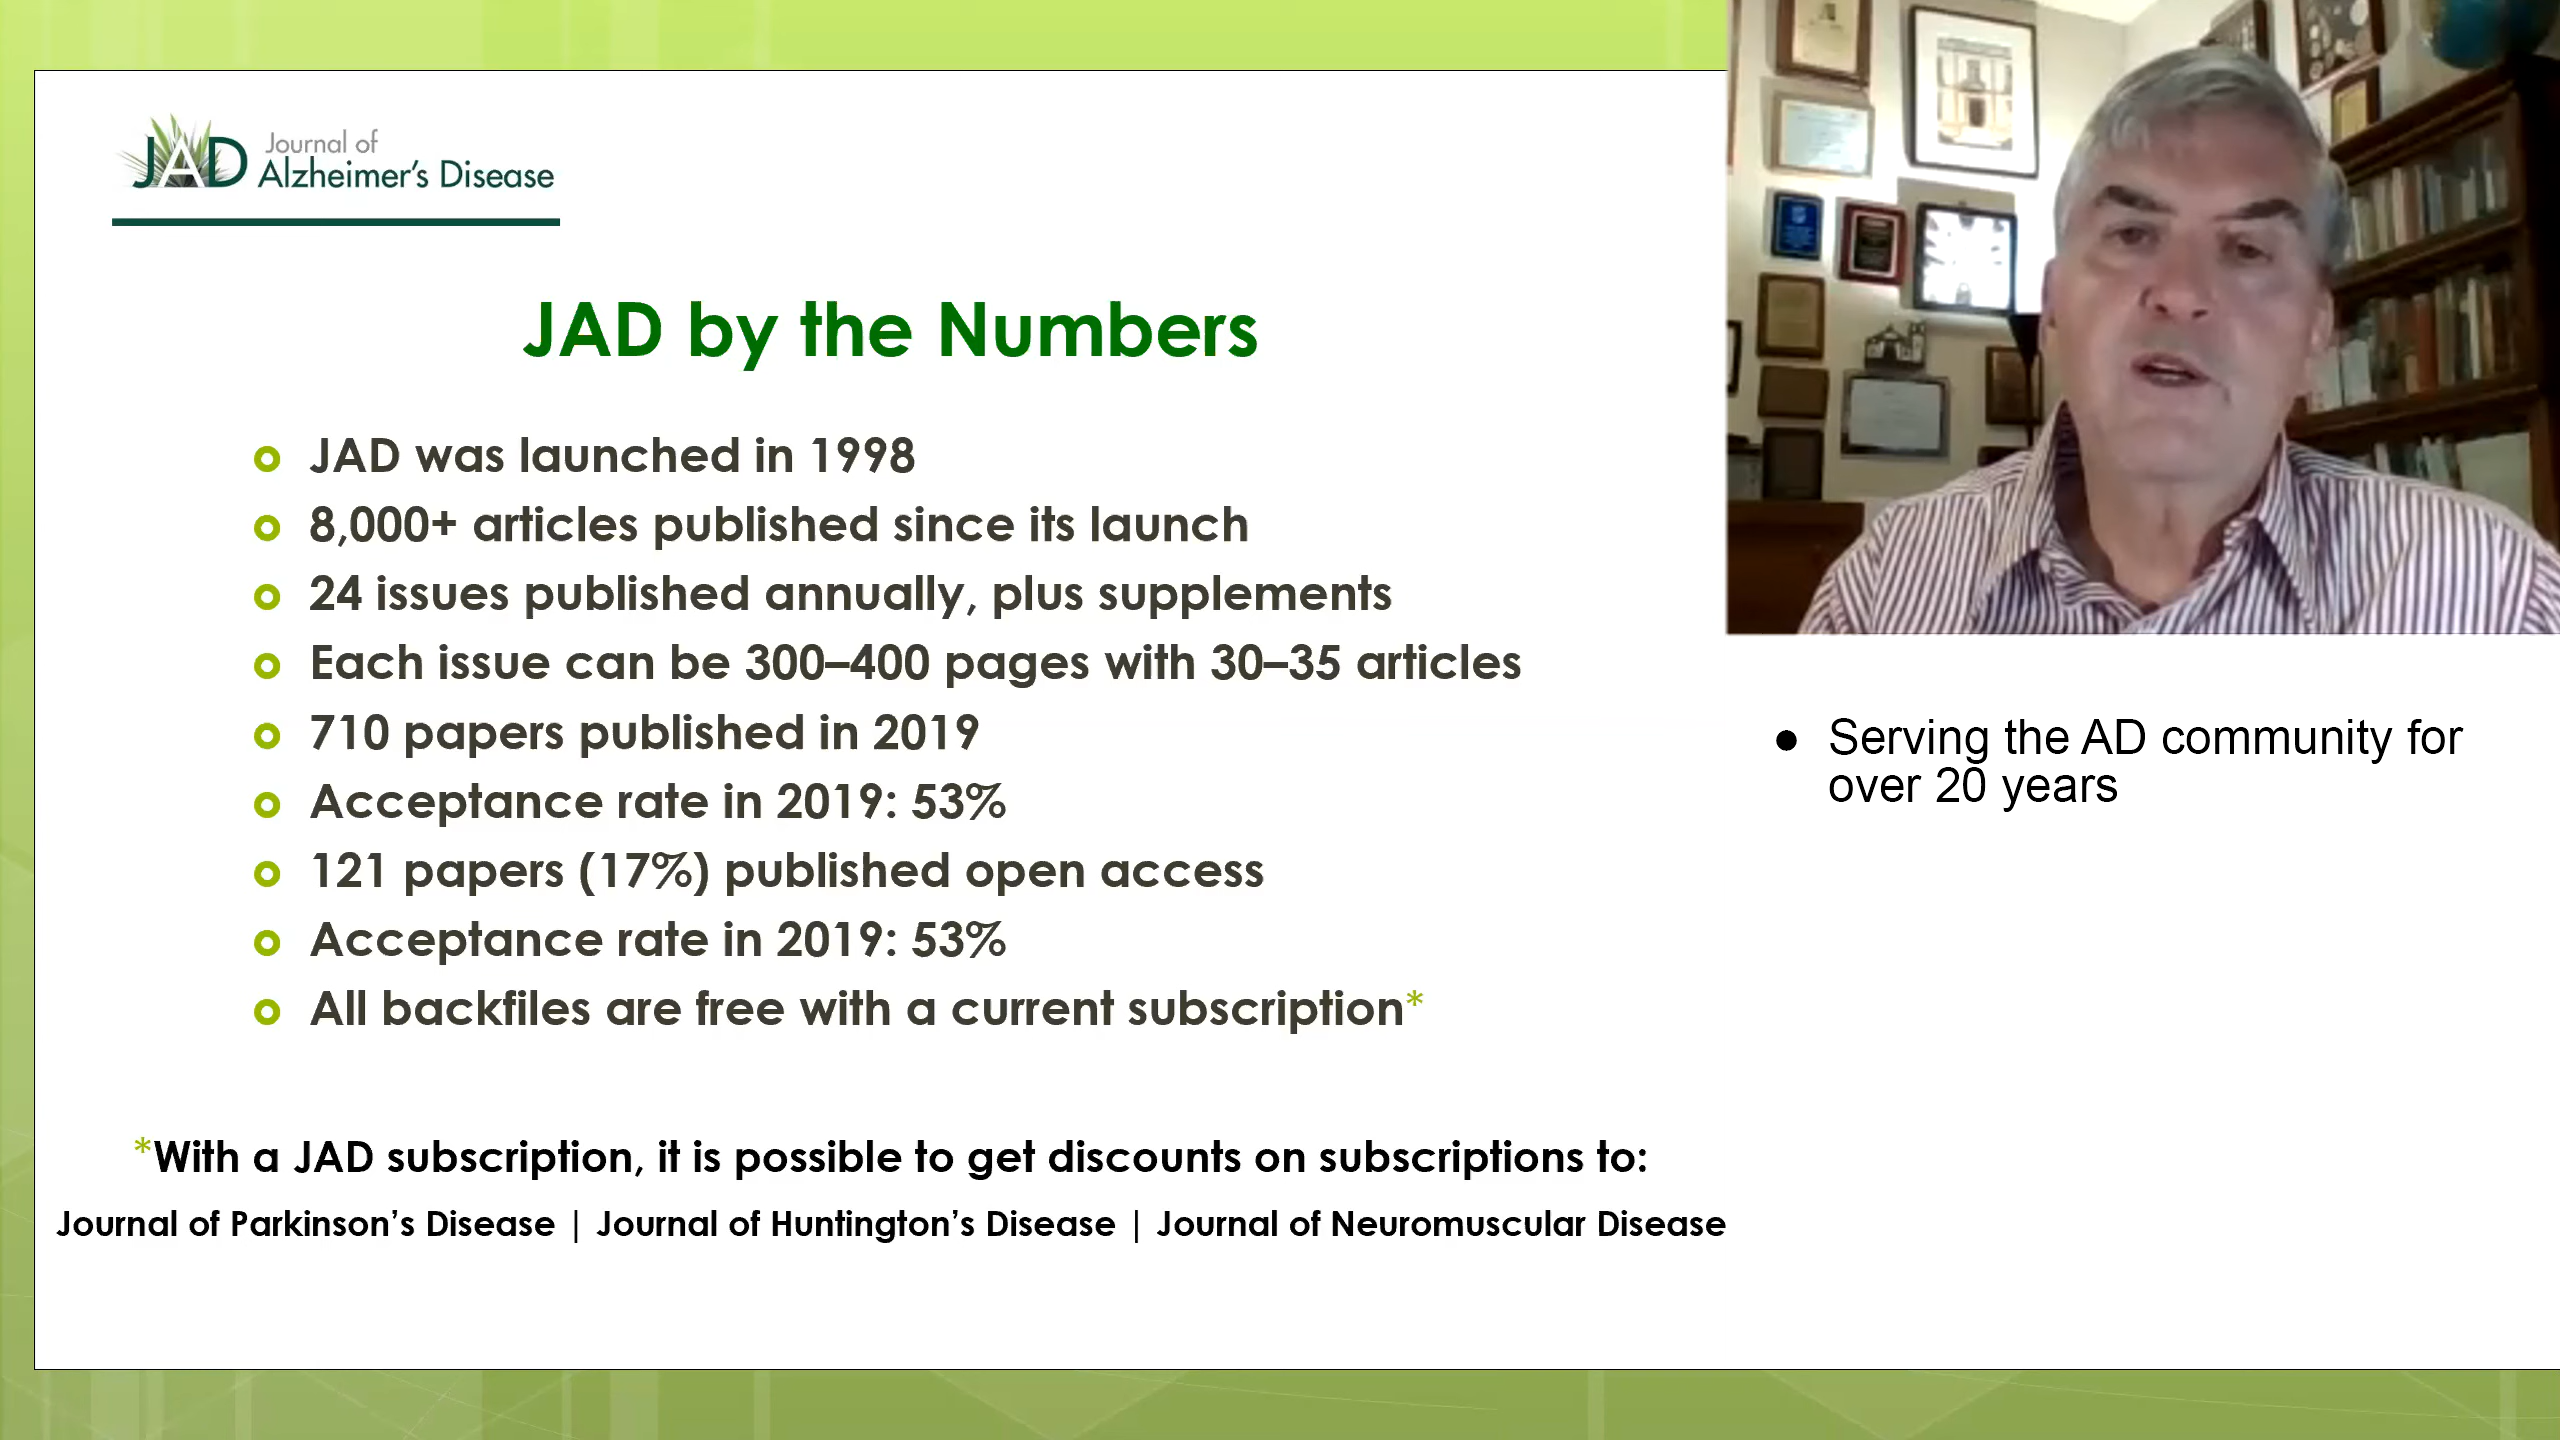 JAD Journal of
Alzheimer's Disease
JAD by the Numbers
JAD was launched in 1998
8,000+ articles published since its launch
24 issues published annually, plus supplements
Each issue can be 300–400 pages with 30–35 articles
710 papers published in 2019
Acceptance rate in 2019: 53%
121 papers (17%) published open access
Acceptance rate in 2019: 53%
All backfiles are free with a current subscription*
*With a JAD subscription, it is possible to get discounts on subscriptions to:
Journal of Parkinson’s Disease | Journal of Huntington’s Disease | Journal of Neuromuscular Disease
● Serving the AD community for
over 20 years